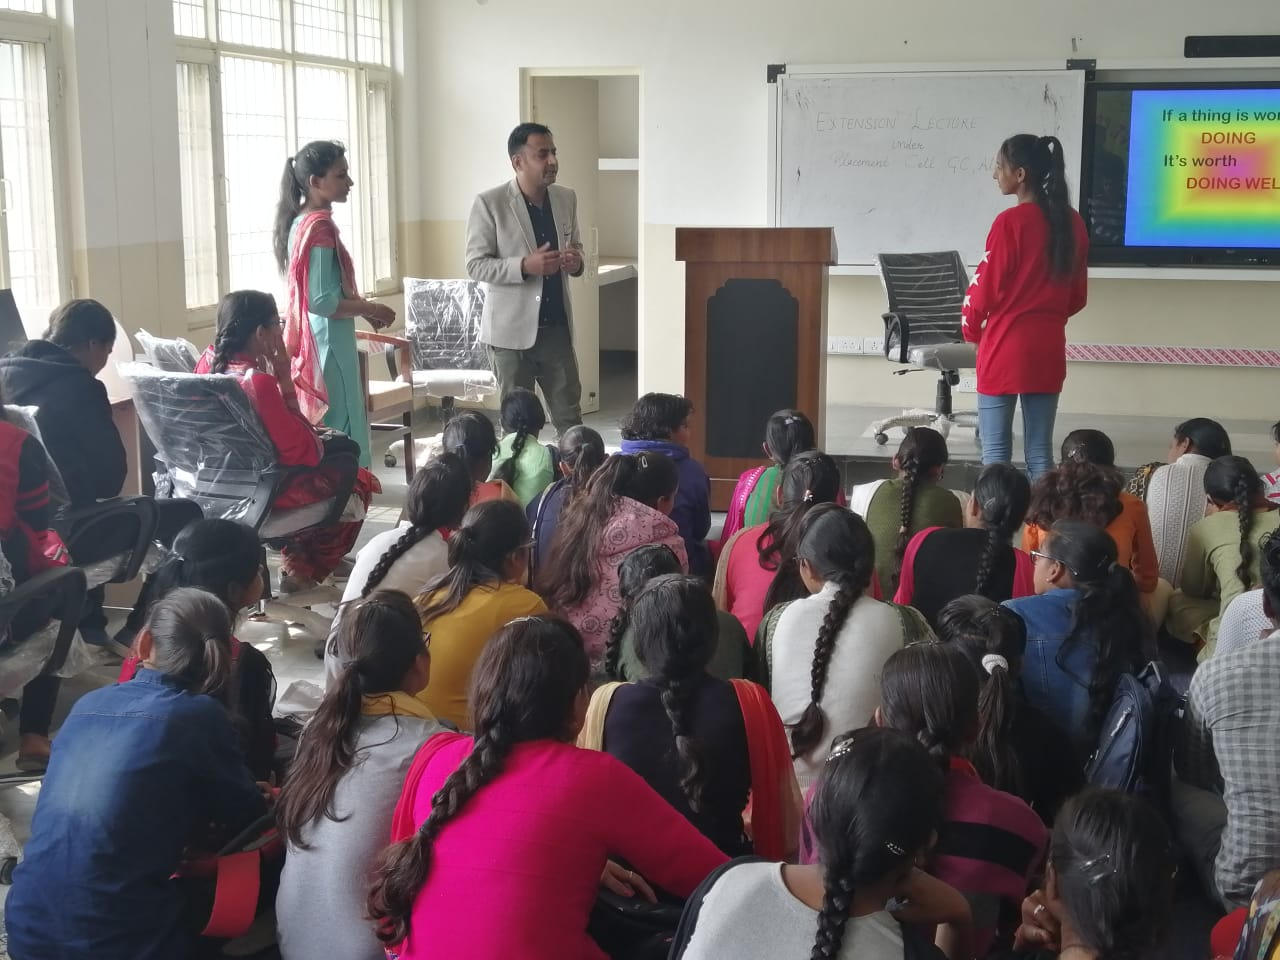 EXTENSION LECTURE
under
Placement Cell, GC,
If a thing is wor
DOING
It's worth
DOING WEL